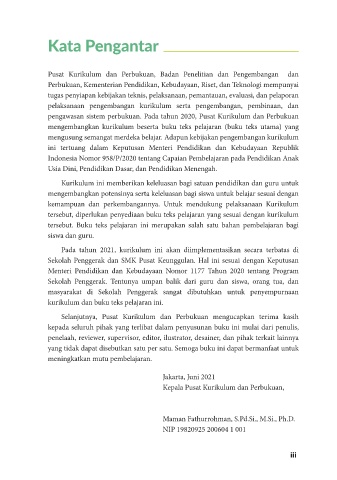 Kata Pengantar
Pusat Kurikulum dan Perbukuan, Badan Penelitian dan Pengembangan dan
Perbukuan, Kementerian Pendidikan, Kebudayaan, Riset, dan Teknologi mempunyai
tugas penyiapan kebijakan teknis, pelaksanaan, pemantauan, evaluasi, dan pelaporan
pelaksanaan pengembangan kurikulum serta pengembangan, pembinaan, dan
pengawasan sistem perbukuan. Pada tahun 2020, Pusat Kurikulum dan Perbukuan
mengembangkan kurikulum beserta buku teks pelajaran (buku teks utama) yang
mengusung semangat merdeka belajar. Adapun kebijakan pengembangan kurikulum
ini tertuang dalam Keputusan Menteri Pendidikan dan Kebudayaan Republik
Indonesia Nomor 958/P/2020 tentang Capaian Pembelajaran pada Pendidikan Anak
Usia Dini, Pendidikan Dasar, dan Pendidikan Menengah.
Kurikulum ini memberikan keleluasan bagi satuan pendidikan dan guru untuk
mengembangkan potensinya serta keleluasan bagi siswa untuk belajar sesuai dengan
kemampuan dan perkembangannya. Untuk mendukung pelaksanaan Kurikulum
tersebut, diperlukan penyediaan buku teks pelajaran yang sesuai dengan kurikulum
tersebut. Buku teks pelajaran ini merupakan salah satu bahan pembelajaran bagi
siswa dan guru.
Pada tahun 2021, kurikulum ini akan diimplementasikan secara terbatas di
Sekolah Penggerak dan SMK Pusat Keunggulan. Hal ini sesuai dengan Keputusan
Menteri Pendidikan dan Kebudayaan Nomor 1177 Tahun 2020 tentang Program
Sekolah Penggerak. Tentunya umpan balik dari guru dan siswa, orang tua, dan
masyarakat di Sekolah Penggerak sangat dibutuhkan untuk penyempurnaan
kurikulum dan buku teks pelajaran ini.
Selanjutnya, Pusat Kurikulum dan Perbukuan mengucapkan terima kasih
kepada seluruh pihak yang terlibat dalam penyusunan buku ini mulai dari penulis,
penelaah, reviewer, supervisor, editor, ilustrator, desainer, dan pihak terkait lainnya
yang tidak dapat disebutkan satu per satu. Semoga buku ini dapat bermanfaat untuk
meningkatkan mutu pembelajaran.
Jakarta, Juni 2021
Kepala Pusat Kurikulum dan Perbukuan,
Maman Fathurrohman, S.Pd.Si., M.Si., Ph.D.
NIP 19820925 200604 1 001
iii